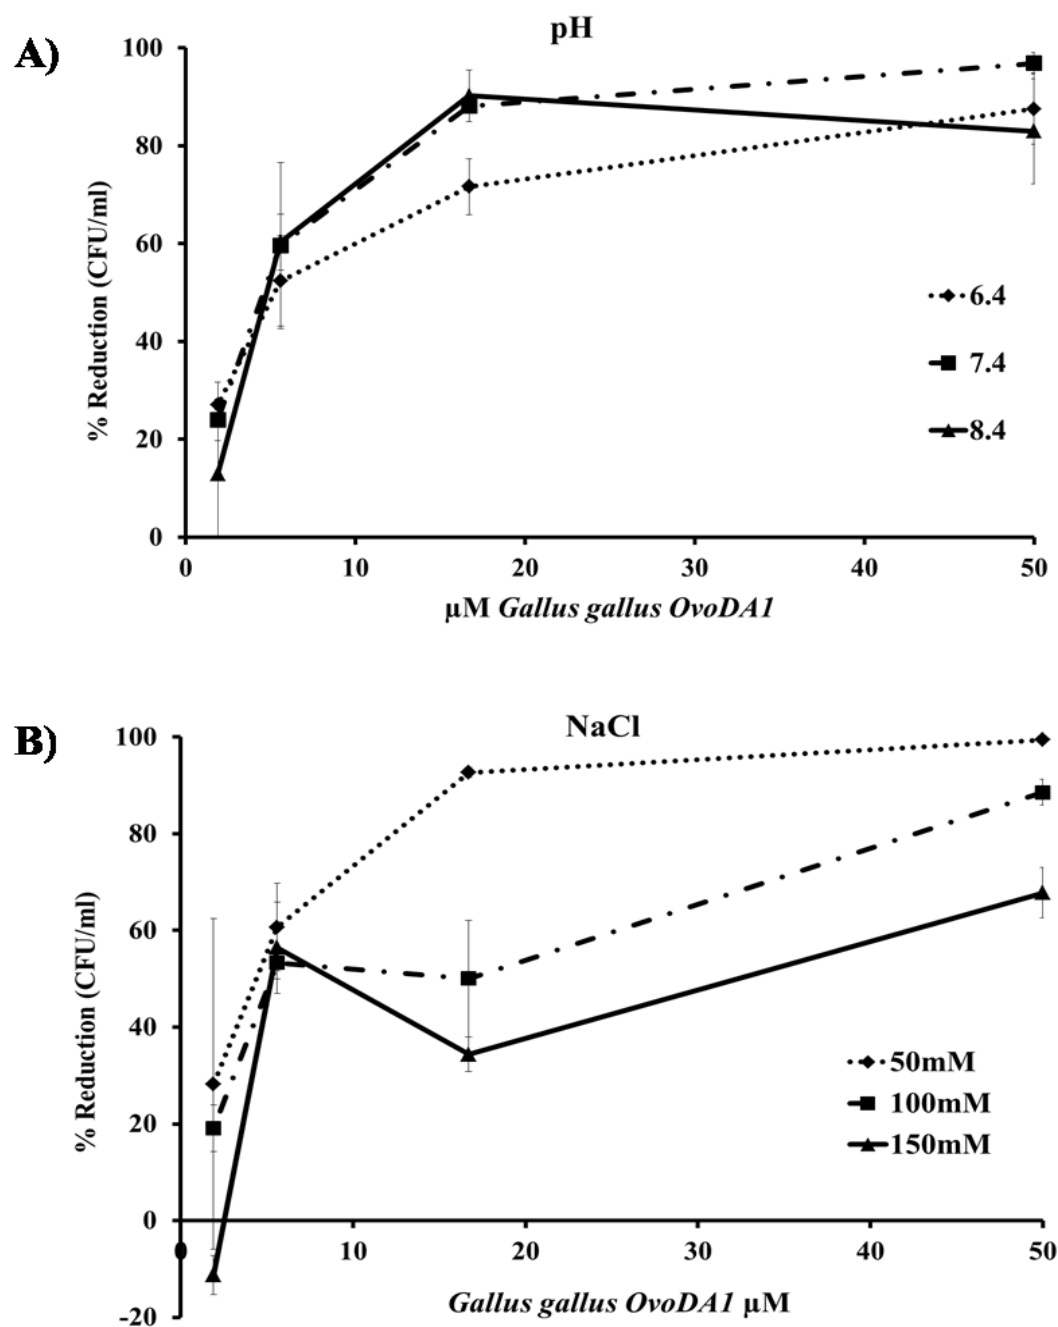 A)
pH
100
80
60
40
20
0
% Reduction (CFU/ml)
6.4
7.4
8.4
0 10 20 30 40 50
µM Gallus gallus OvoDA1
B)
NaCl
100
80
60
40
20
0
-20
% Reduction (CFU/ml)
50mM
100mM
150mM
0 10 20 30 40 50
Gallus gallus OvoDA1 µM